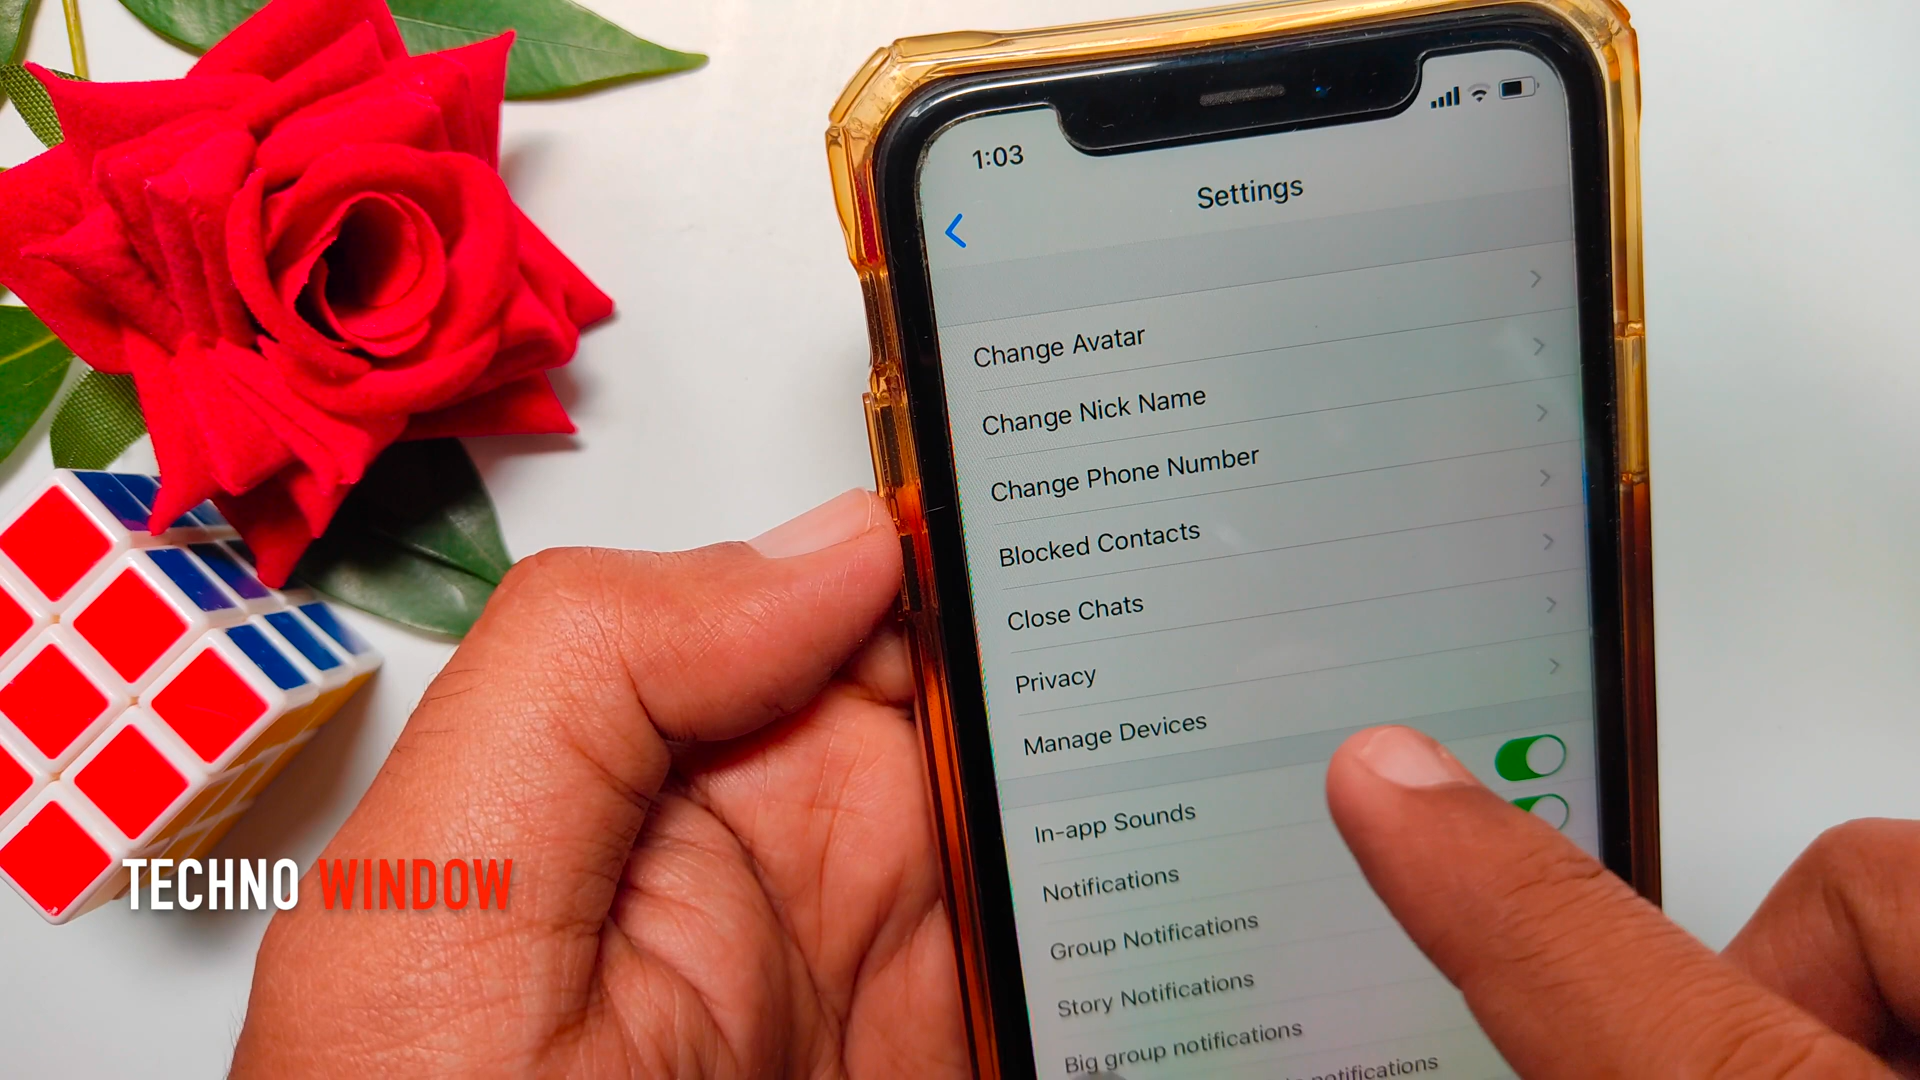 1:03
Settings
Change Avatar
Change Nick Name
Change Phone Number
Blocked Contacts
Close Chats
Privacy
Manage Devices
In-app Sounds
Notifications
Group Notifications
Story Notifications
Big group notifications
notifications
TECHNO WINDOW